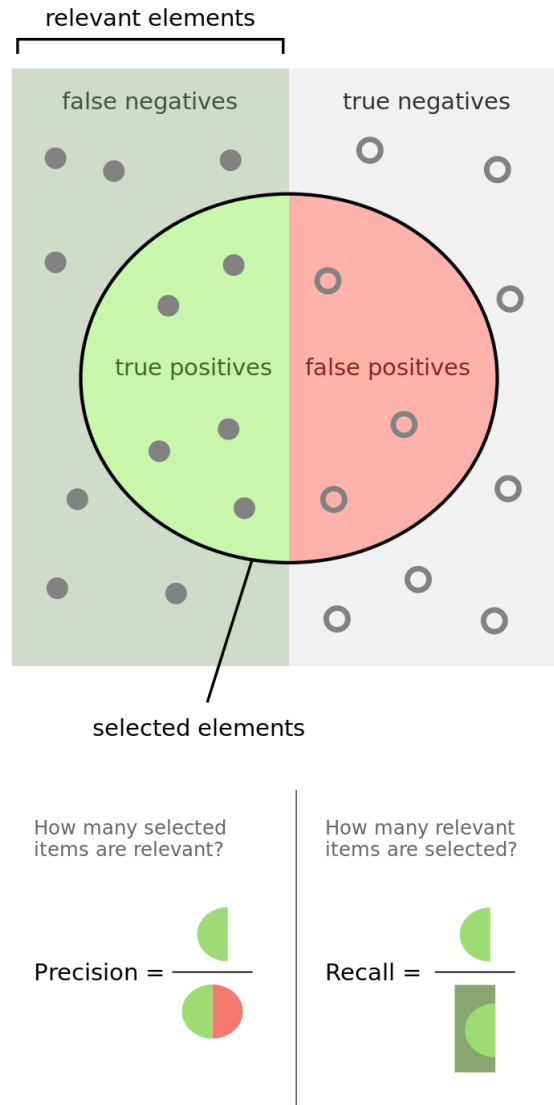 relevant elements
false negatives
true negatives
true positives
false positives
selected elements
How many selected
items are relevant?
How many relevant
items are selected?
Precision =
Recall =